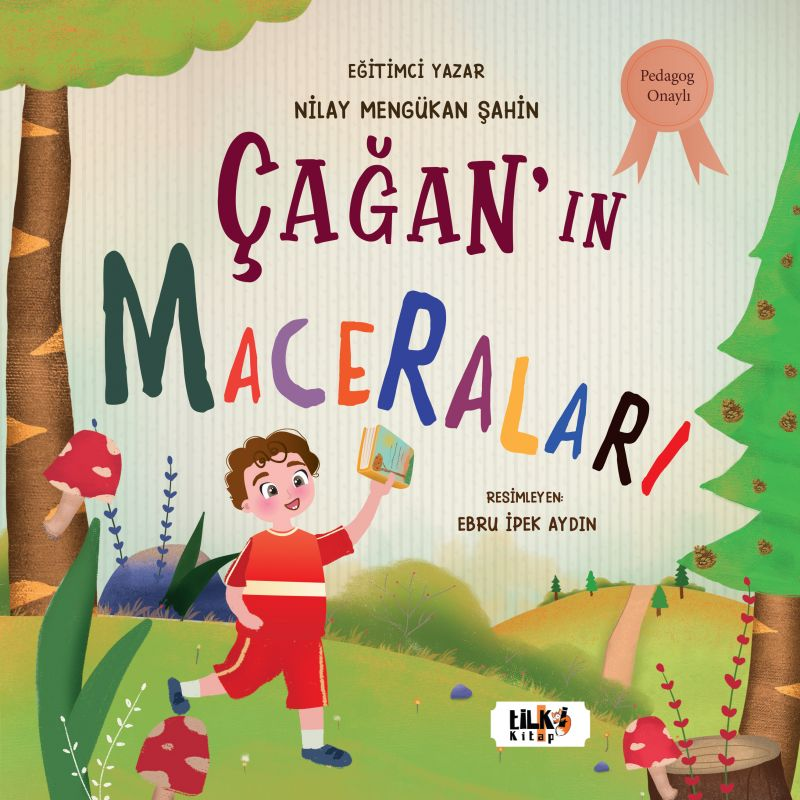 EĞİTİMCİ YAZAR
NİLAY MENGÜKAN ŞAHİN
Pedagog
Onaylı
ÇAĞAN'IN
MACERALARI
RESİMLEYEN:
EBRU İPEK AYDIN
tiLKi
Kitap